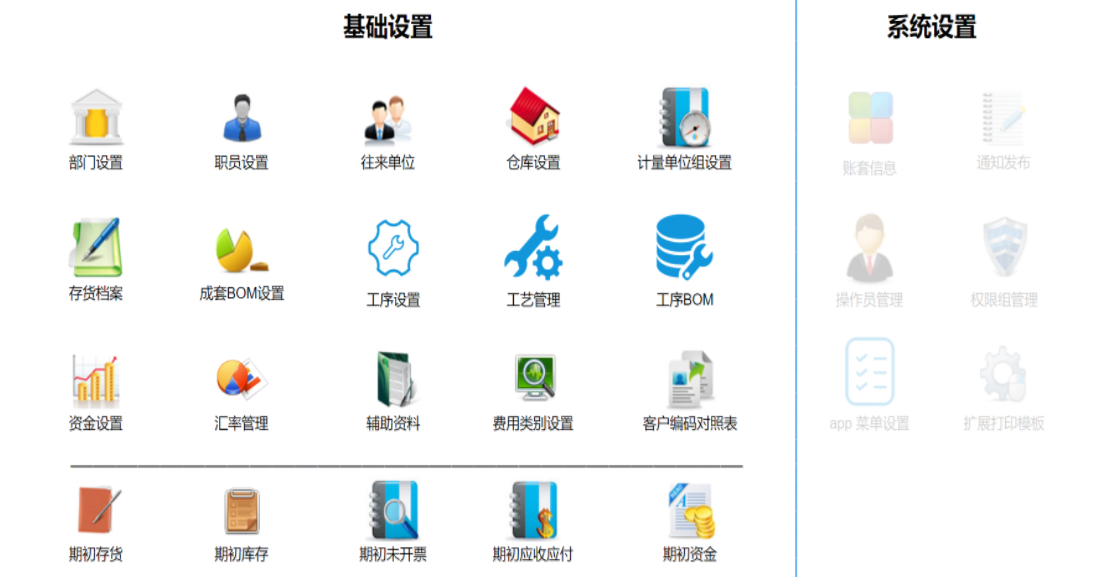 基础设置
系统设置
部门设置
职员设置
往来单位
仓库设置
计量单位组设置
账套信息
通知发布
存货档案
成套BOM设置
工序设置
工艺管理
工序BOM
操作员管理
权限组管理
资金设置
汇率管理
辅助资料
费用类别设置
客户编码对照表
app 菜单设置
扩展打印模板
期初存货
期初库存
期初未开票
期初应收应付
期初资金